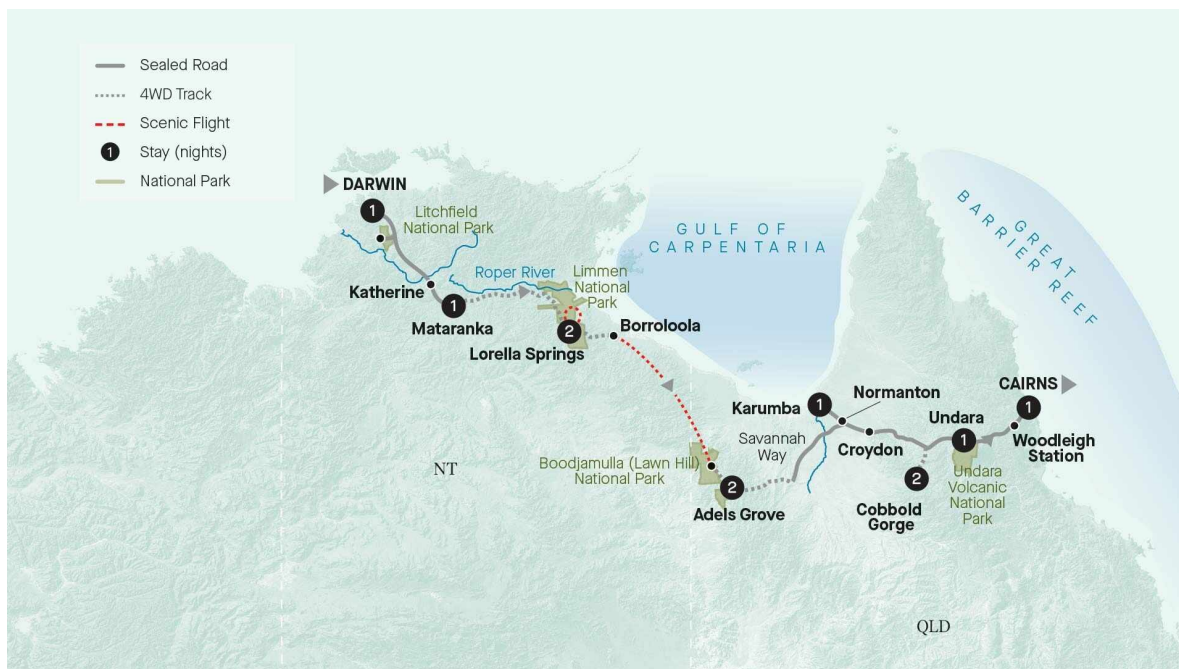 Sealed Road
4WD Track
Scenic Flight
1
Stay (nights)
National Park
DARWIN
1
Litchfield
National Park
Katherine
Roper River
1
Mataranka
Limmen
National
Park
2
Lorella Springs
Borroloola
GULF OF
CARPENTARIA
GREAT
BARRIER REEF
Karumba
1
Normanton
Savannah
Way
Croydon
Undara
1
CAIRNS
1
Woodleigh
Station
Undara
Volcanic
National
Park
2
Cobbold
Gorge
Boodjamulla (Lawn Hill)
National Park
2
Adels Grove
NT
QLD